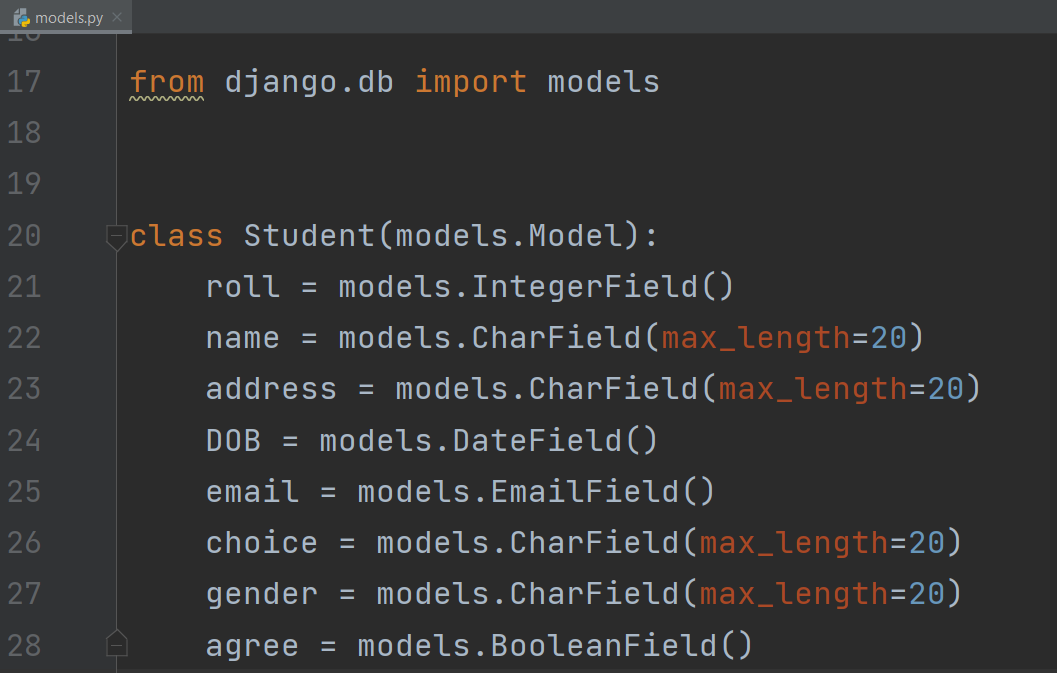 models.py
16
17 from django.db import models
18
19
20 class Student(models.Model):
21 roll = models.IntegerField()
22 name = models.CharField(max_length=20)
23 address = models.CharField(max_length=20)
24 DOB = models.DateField()
25 email = models.EmailField()
26 choice = models.CharField(max_length=20)
27 gender = models.CharField(max_length=20)
28 agree = models.BooleanField()